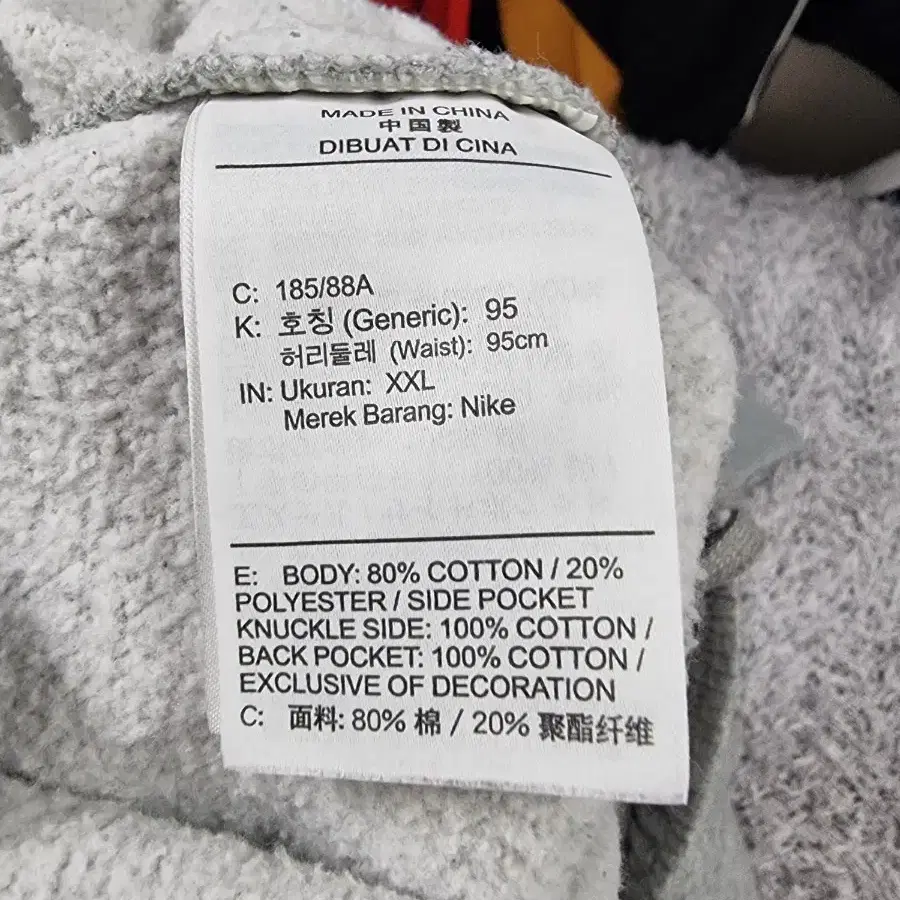 MADE IN CHINA
中国製
DIBUAT DI CINA
C: 185/88A
K: 호칭 (Generic): 95
허리둘레 (Waist): 95cm
IN: Ukuran: XXL
Merek Barang: Nike
E: BODY: 80% COTTON / 20%
POLYESTER / SIDE POCKET
KNUCKLE SIDE: 100% COTTON /
BACK POCKET: 100% COTTON /
EXCLUSIVE OF DECORATION
C: 面料: 80% 棉 / 20% 聚酯纤维